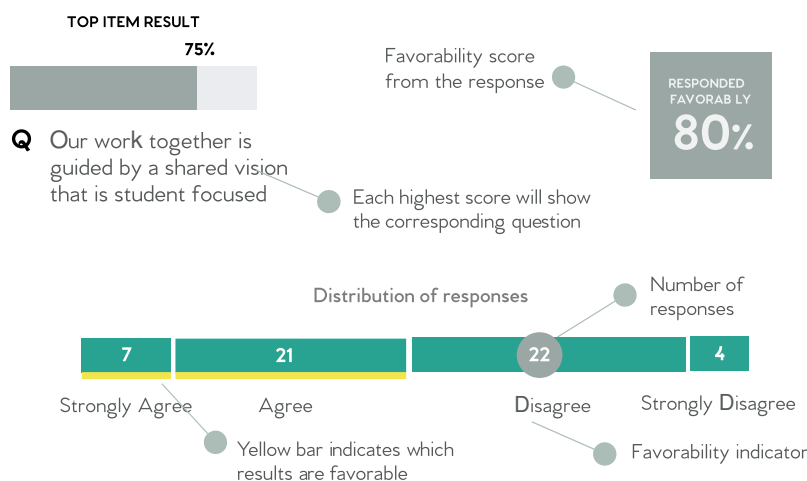 TOP ITEM RESULT
75%
Favorability score
from the response
RESPONDED
FAVORAB LY
80%
Q Our work together is
guided by a shared vision
that is student focused
Each highest score will show
the corresponding question
Distribution of responses
Number of
responses
7 21 22 4
Strongly Agree Agree Disagree Strongly Disagree
Yellow bar indicates which
results are favorable
Favorability indicator